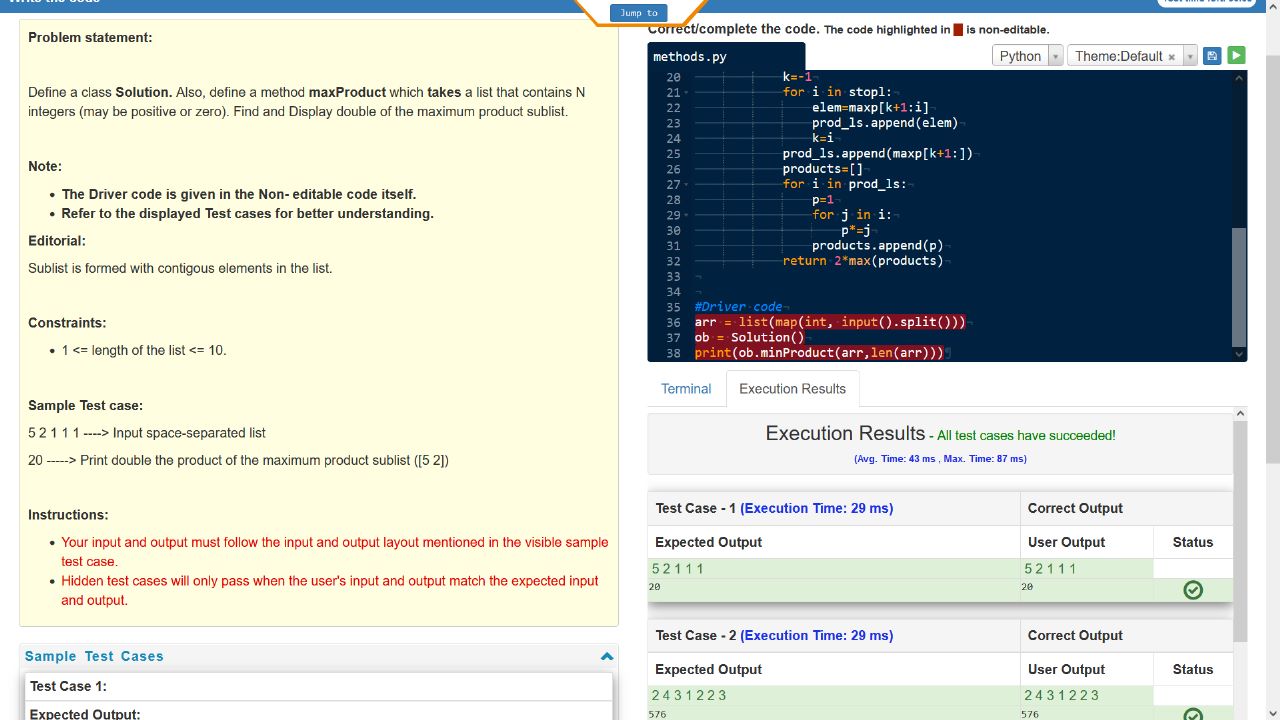 Jump to
Problem statement:
Define a class Solution. Also, define a method maxProduct which takes a list that contains N
integers (may be positive or zero). Find and Display double of the maximum product sublist.
Note:
• The Driver code is given in the Non- editable code itself.
• Refer to the displayed Test cases for better understanding.
Editorial:
Sublist is formed with contigous elements in the list.
Constraints:
• 1 <= length of the list <= 10.
Sample Test case:
5 2 1 1 1 ----> Input space-separated list
20 -----> Print double the product of the maximum product sublist ([5 2])
Instructions:
• Your input and output must follow the input and output layout mentioned in the visible sample
test case.
• Hidden test cases will only pass when the user's input and output match the expected input
and output.
Sample Test Cases
Test Case 1:
Expected Output:
Correct/complete the code. The code highlighted in is non-editable.
methods.py
Python
Theme:Default ×
20 k=-1
21 for i in stopl:
22 elem=maxp[k+1:i]
23 prod_ls.append(elem)
24 k=i
25 prod_ls.append(maxp[k+1:])
26 products=[]
27 for i in prod_ls:
28 p=1
29 for j in i:
30 p*=j
31 products.append(p)
32 return 2*max(products)
33
34
35 #Driver code
36 arr = list(map(int, input().split()))
37 ob = Solution()
38 print(ob.minProduct(arr,len(arr)))
Terminal
Execution Results
Execution Results - All test cases have succeeded!
(Avg. Time: 43 ms , Max. Time: 87 ms)
Test Case - 1 (Execution Time: 29 ms) Correct Output
Expected Output User Output Status
5 2 1 1 1 5 2 1 1 1
20 20
Test Case - 2 (Execution Time: 29 ms) Correct Output
Expected Output User Output Status
2 4 3 1 2 2 3 2 4 3 1 2 2 3
576 576